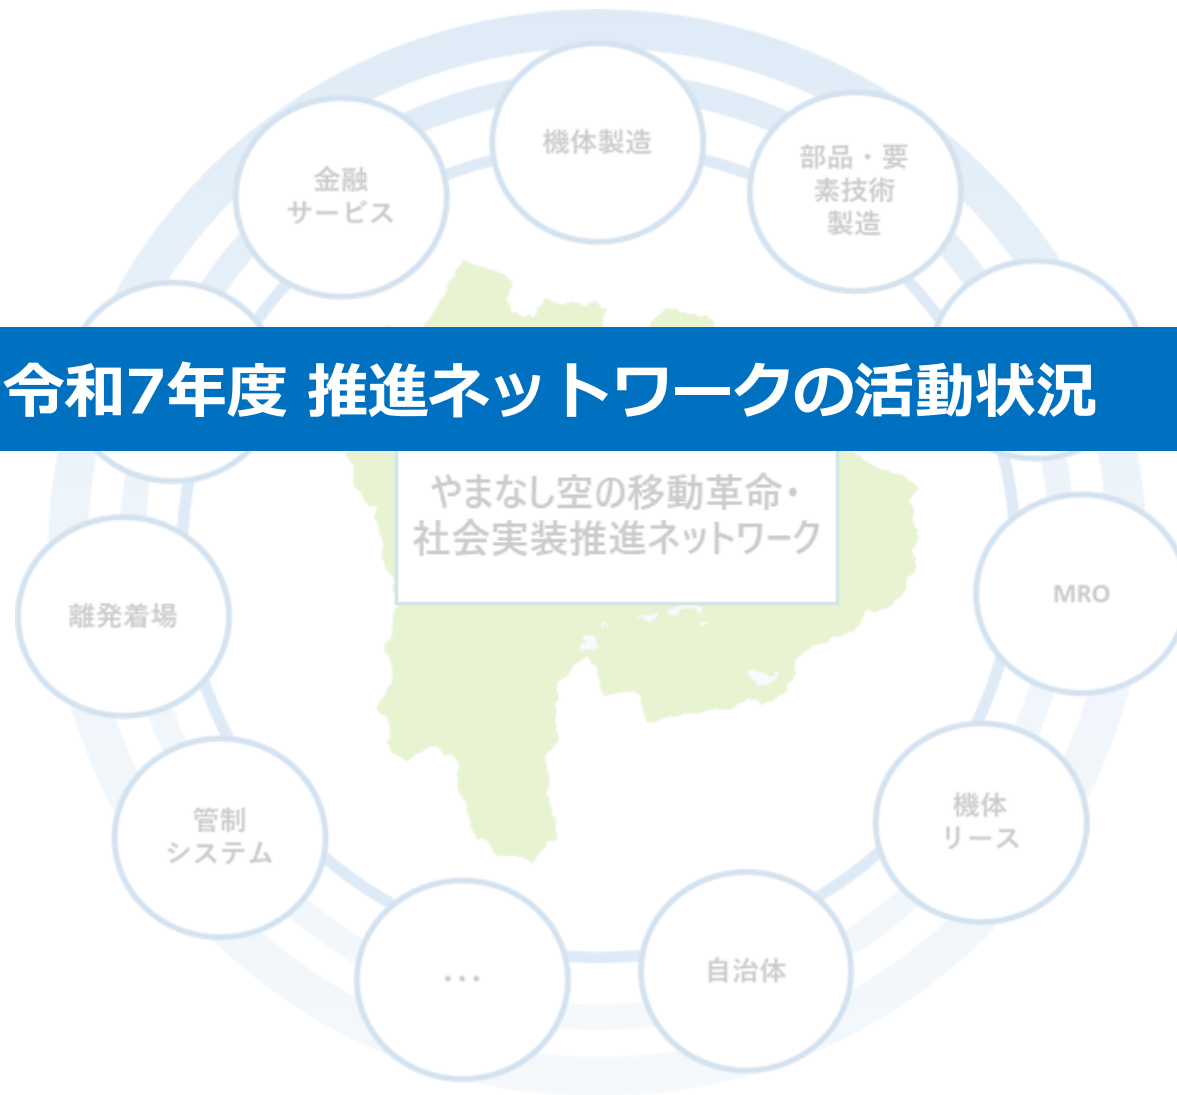 機体製造
部品・要
素技術
製造
金融
サービス
令和7年度 推進ネットワークの活動状況
やまなし空の移動革命・
社会実装推進ネットワーク
離発着場
MRO
管制
システム
機体
リース
・・・
自治体